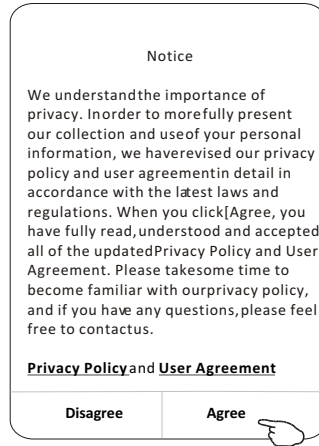 Notice
We understandthe importance of
privacy. Inorder to morefully present
our collection and useof your personal
information, we haverevised our privacy
policy and user agreementin detail in
accordance with the latest laws and
regulations. When you click[Agree, you
have fully read,understood and accepted
all of the updatedPrivacy Policy and User
Agreement. Please takesome time to
become familiar with ourprivacy policy,
and if you have any questions,please feel
free to contactus.
Privacy Policy and User Agreement
Disagree Agree